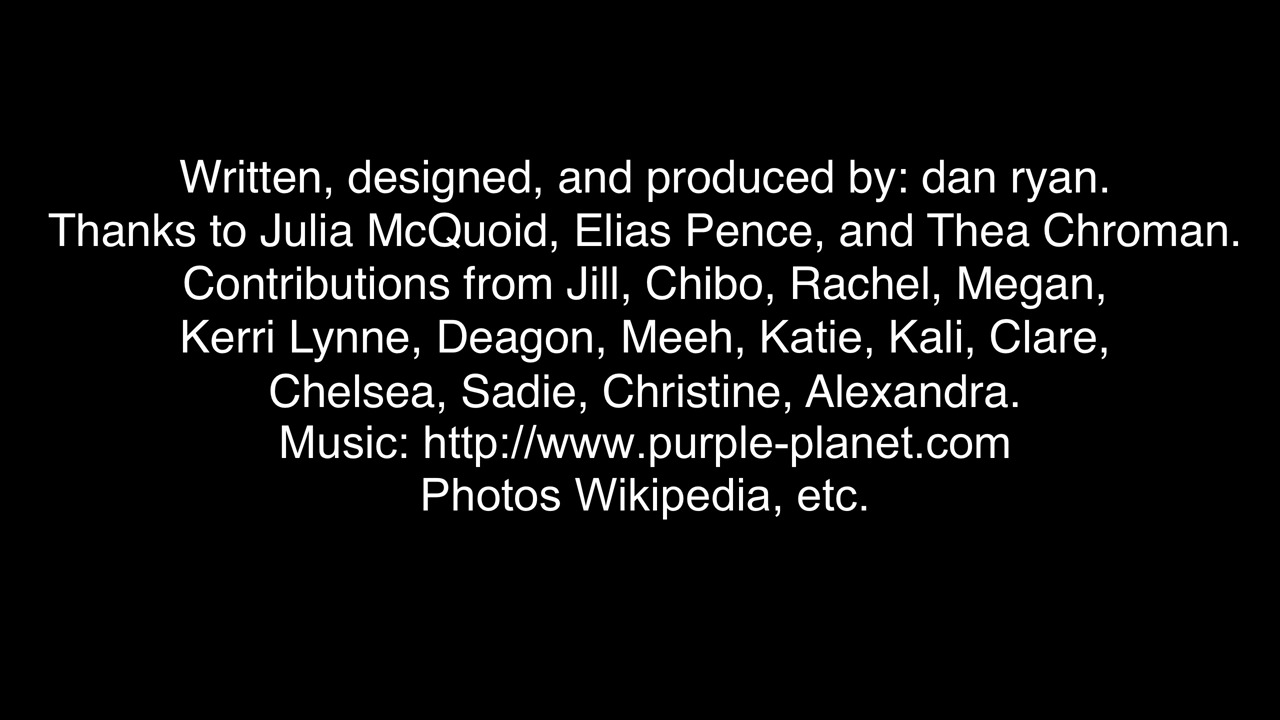 Written, designed, and produced by: dan ryan.
Thanks to Julia McQuoid, Elias Pence, and Thea Chroman.
Contributions from Jill, Chibo, Rachel, Megan,
Kerri Lynne, Deagon, Meeh, Katie, Kali, Clare,
Chelsea, Sadie, Christine, Alexandra.
Music: http://www.purple-planet.com
Photos Wikipedia, etc.